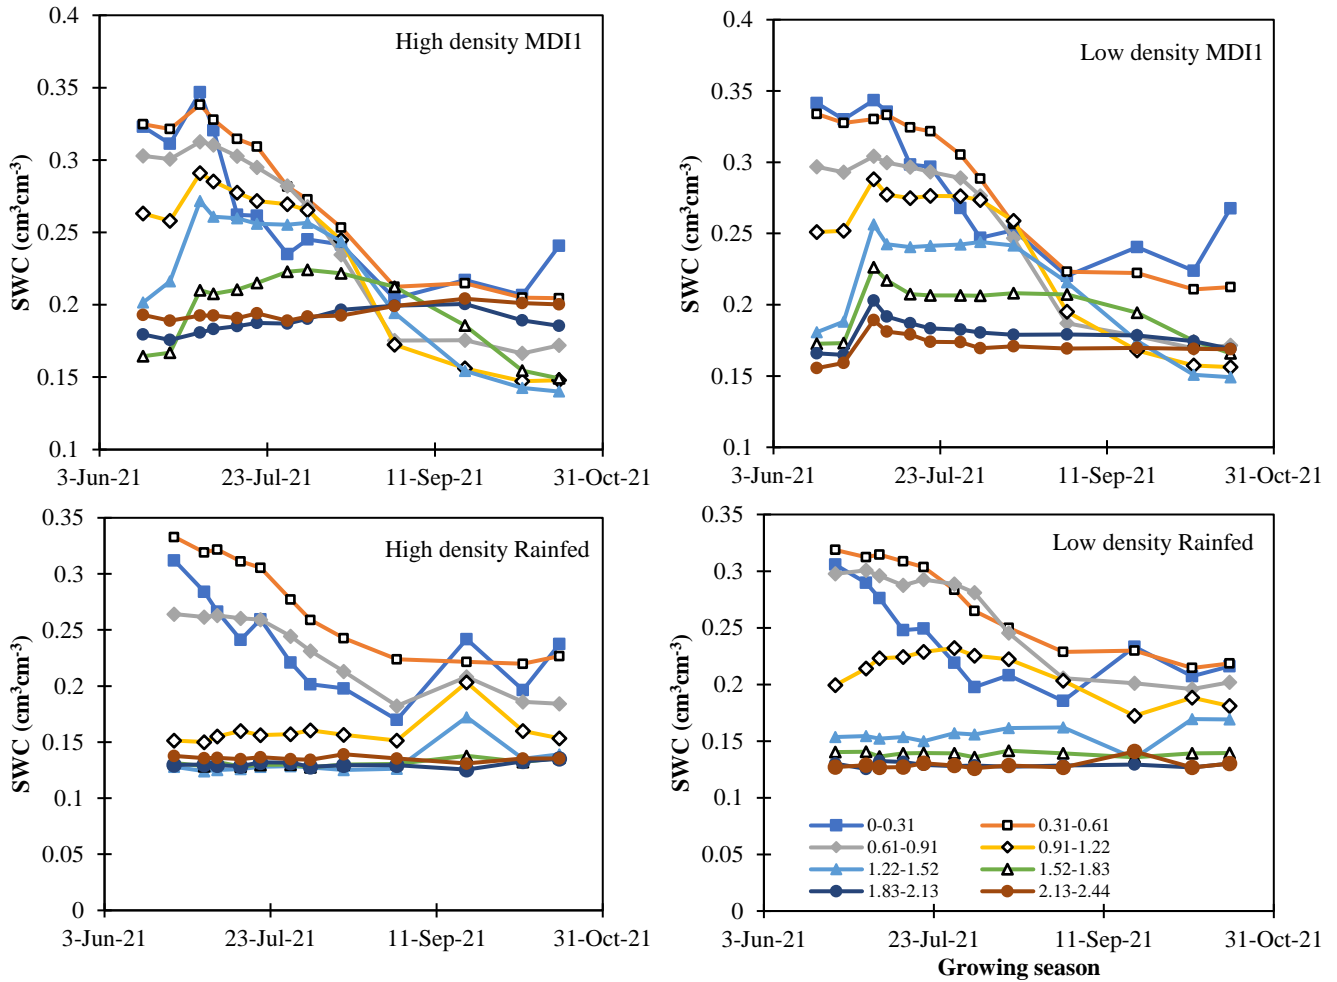 High density MDI1
0.4
0.35
0.3
0.25
0.2
0.15
0.1
SWC (cm³cm⁻³)
3-Jun-21 23-Jul-21 11-Sep-21 31-Oct-21
Low density MDI1
0.4
0.35
0.3
0.25
0.2
0.15
0.1
SWC (cm³cm⁻³)
3-Jun-21 23-Jul-21 11-Sep-21 31-Oct-21
High density Rainfed
0.35
0.3
0.25
0.2
0.15
0.1
0.05
0
SWC ((cm³cm⁻³)
3-Jun-21 23-Jul-21 11-Sep-21 31-Oct-21
Low density Rainfed
0.35
0.3
0.25
0.2
0.15
0.1
0.05
0
SWC (cm³cm⁻³)
0-0.31 0.31-0.61
0.61-0.91 0.91-1.22
1.22-1.52 1.52-1.83
1.83-2.13 2.13-2.44
3-Jun-21 23-Jul-21 11-Sep-21 31-Oct-21
Growing season